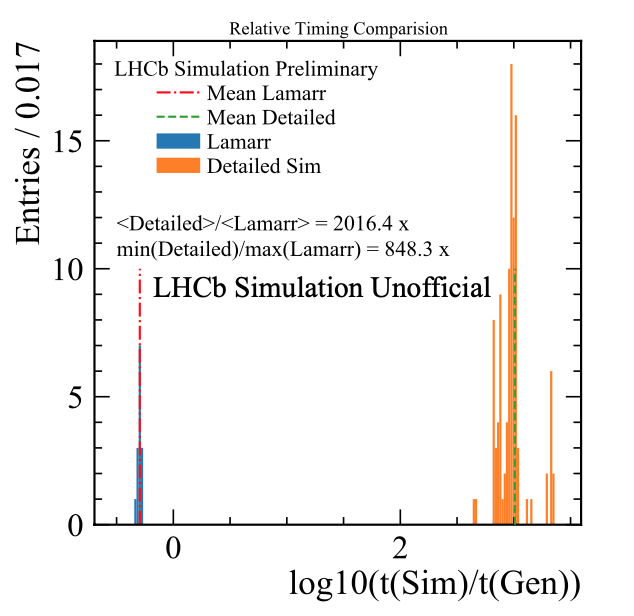 Relative Timing Comparision
Entries / 0.017
LHCb Simulation Preliminary
Mean Lamarr
Mean Detailed
Lamarr
Detailed Sim
<Detailed>/<Lamarr> = 2016.4 x
min(Detailed)/max(Lamarr) = 848.3 x
LHCb Simulation Unofficial
15
10
5
0
0 2
log10(t(Sim)/t(Gen))